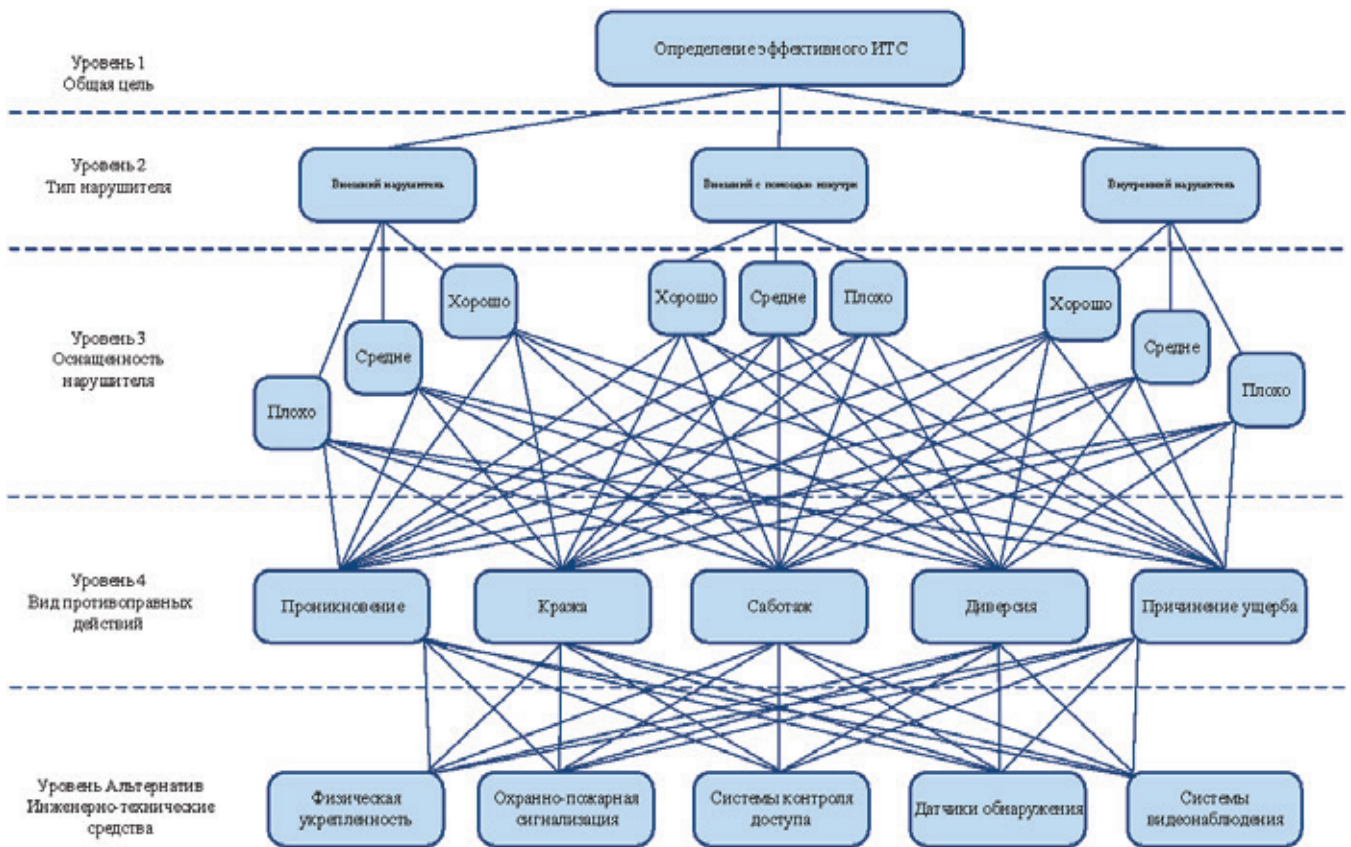 Определение эффективного ИТС
Уровень 1
Общая цель
Уровень 2
Тип нарушителя
Внешний нарушитель
Внешний с помощью изнутри
Внутренний нарушитель
Уровень 3
Оснащенность
нарушителя
Плохо
Средне
Хорошо
Хорошо
Средне
Плохо
Хорошо
Средне
Плохо
Уровень 4
Вид противоправных
действий
Проникновение
Кража
Саботаж
Диверсия
Причинение ущерба
Уровень Альтернатив
Инженерно-технические
средства
Физическая
укрепленность
Охранно-пожарная
сигнализация
Системы контроля
доступа
Датчики обнаружения
Системы
видеонаблюдения